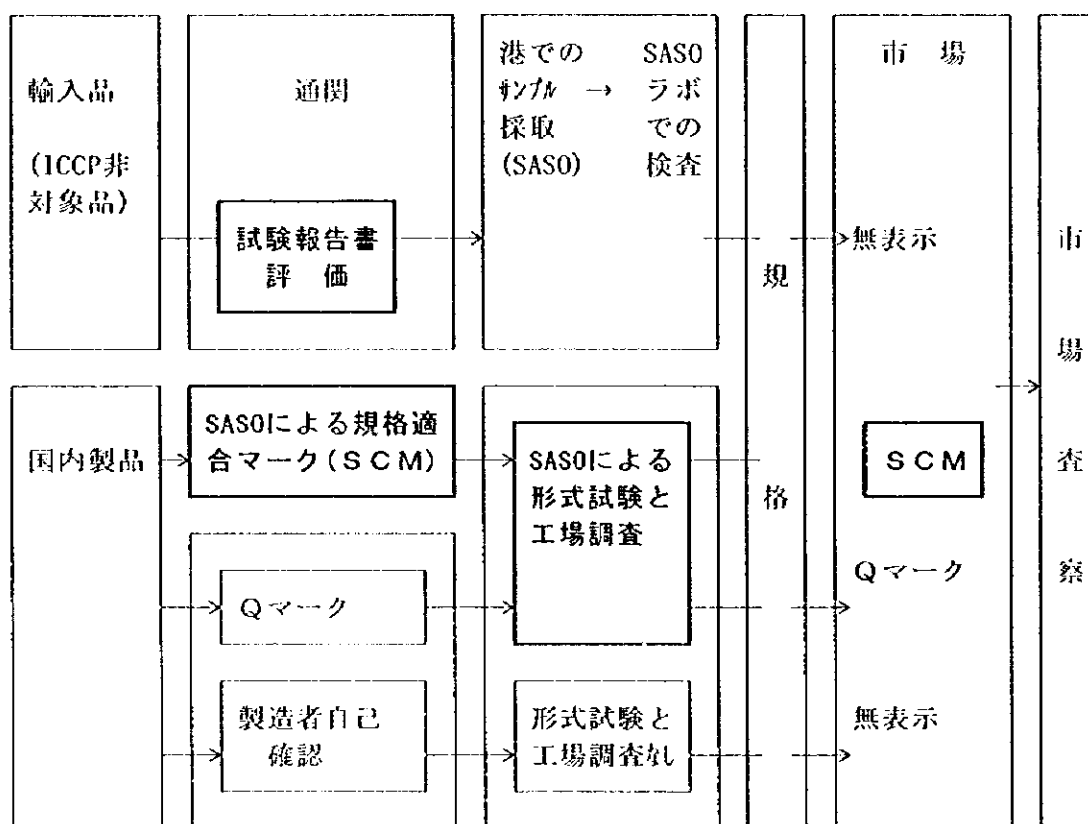 輸入品
(ICCP非
対象品)
通関
試験報告書
評 価
港での SASO
サンプル → ラボ
採取 での
(SASO) 検査
無表示
国内製品
SASOによる規格適
合マーク(SCM)
SASOによる
形式試験と
工場調査
SCM
Qマーク
Qマーク
製造者自己
確認
形式試験と
工場調査なし
無表示
規
格
市 場
市
場
査
察